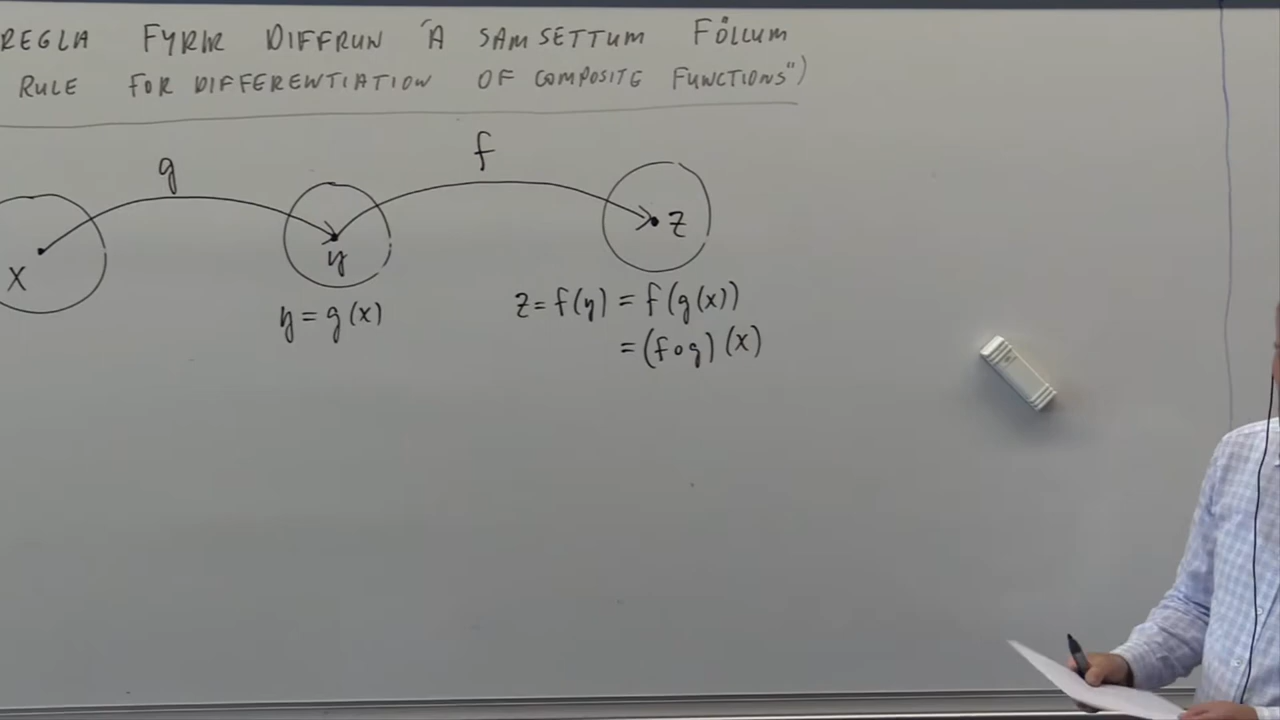 REGLA FYRIR DIFFRUN Á SAMSETTUM FÖLLUM
RULE FOR DIFFERENTIATION OF COMPOSITE FUNCTIONS")
g
f
x
y
z
y = g(x)
z = f(y) = f(g(x))
= (f∘g)(x)